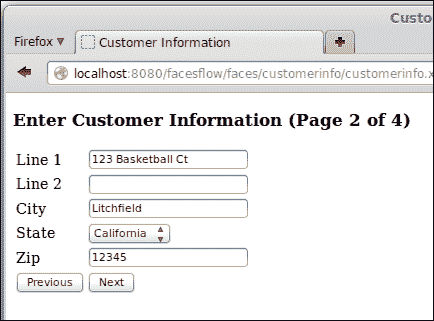 Custo
Firefox
Customer Information
localhost:8080/facesflow/faces/customerinfo/customerinfo.x
Enter Customer Information (Page 2 of 4)
Line 1 123 Basketball Ct
Line 2
City Litchfield
State California
Zip 12345
Previous Next